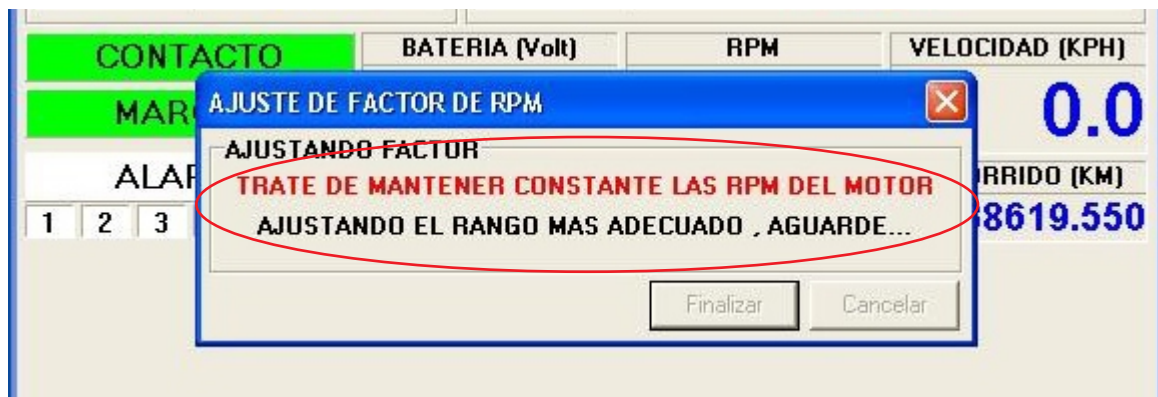 CONTACTO
BATERIA (Volt)
RPM
VELOCIDAD (KPH)
0.0
AJUSTE DE FACTOR DE RPM
AJUSTANDO FACTOR
TRATE DE MANTENER CONSTANTE LAS RPM DEL MOTOR
AJUSTANDO EL RANGO MAS ADECUADO , AGUARDE...
(KM)
8619.550
1 2 3
Finalizar Cancelar